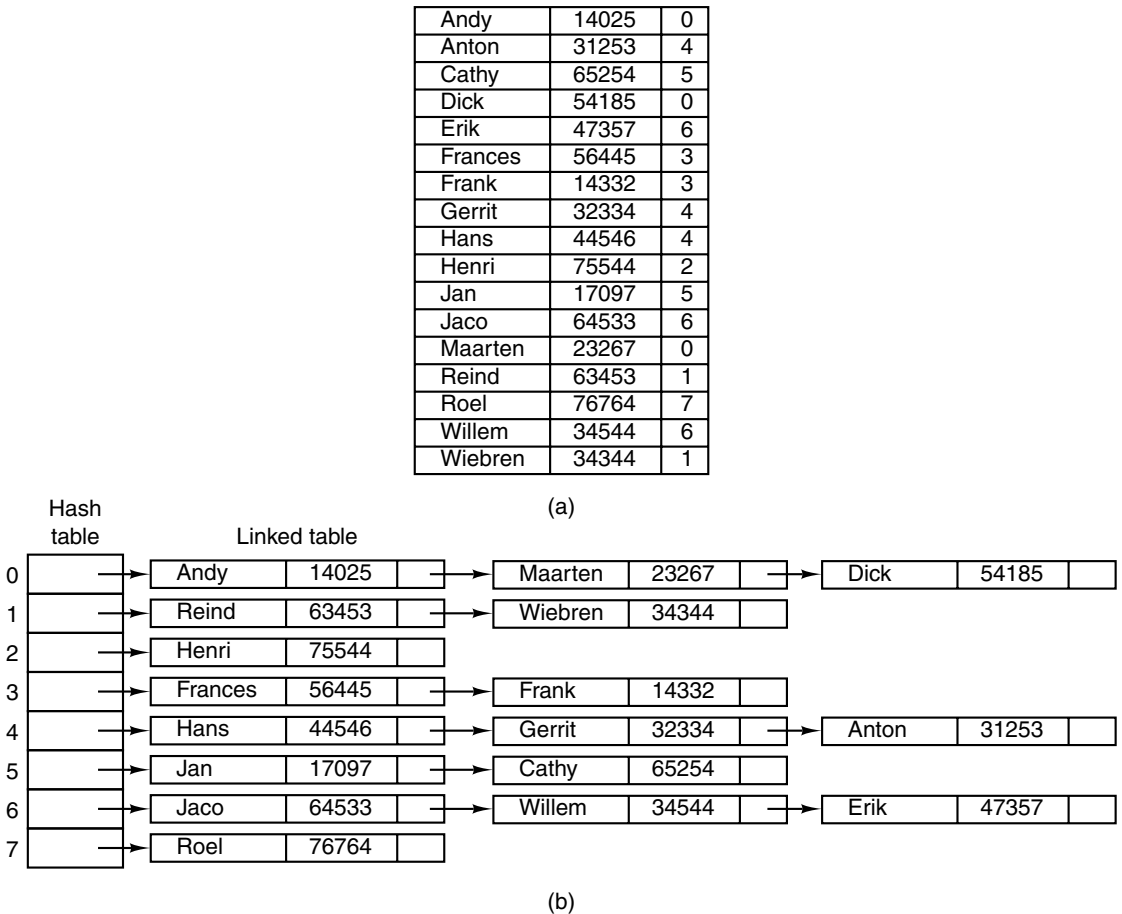 Andy 14025 0
Anton 31253 4
Cathy 65254 5
Dick 54185 0
Erik 47357 6
Frances 56445 3
Frank 14332 3
Gerrit 32334 4
Hans 44546 4
Henri 75544 2
Jan 17097 5
Jaco 64533 6
Maarten 23267 0
Reind 63453 1
Roel 76764 7
Willem 34544 6
Wiebren 34344 1
(a)
Hash
table
Linked table
0 Andy 14025 Maarten 23267 Dick 54185
1 Reind 63453 Wiebren 34344
2 Henri 75544
3 Frances 56445 Frank 14332
4 Hans 44546 Gerrit 32334 Anton 31253
5 Jan 17097 Cathy 65254
6 Jaco 64533 Willem 34544 Erik 47357
7 Roel 76764
(b)